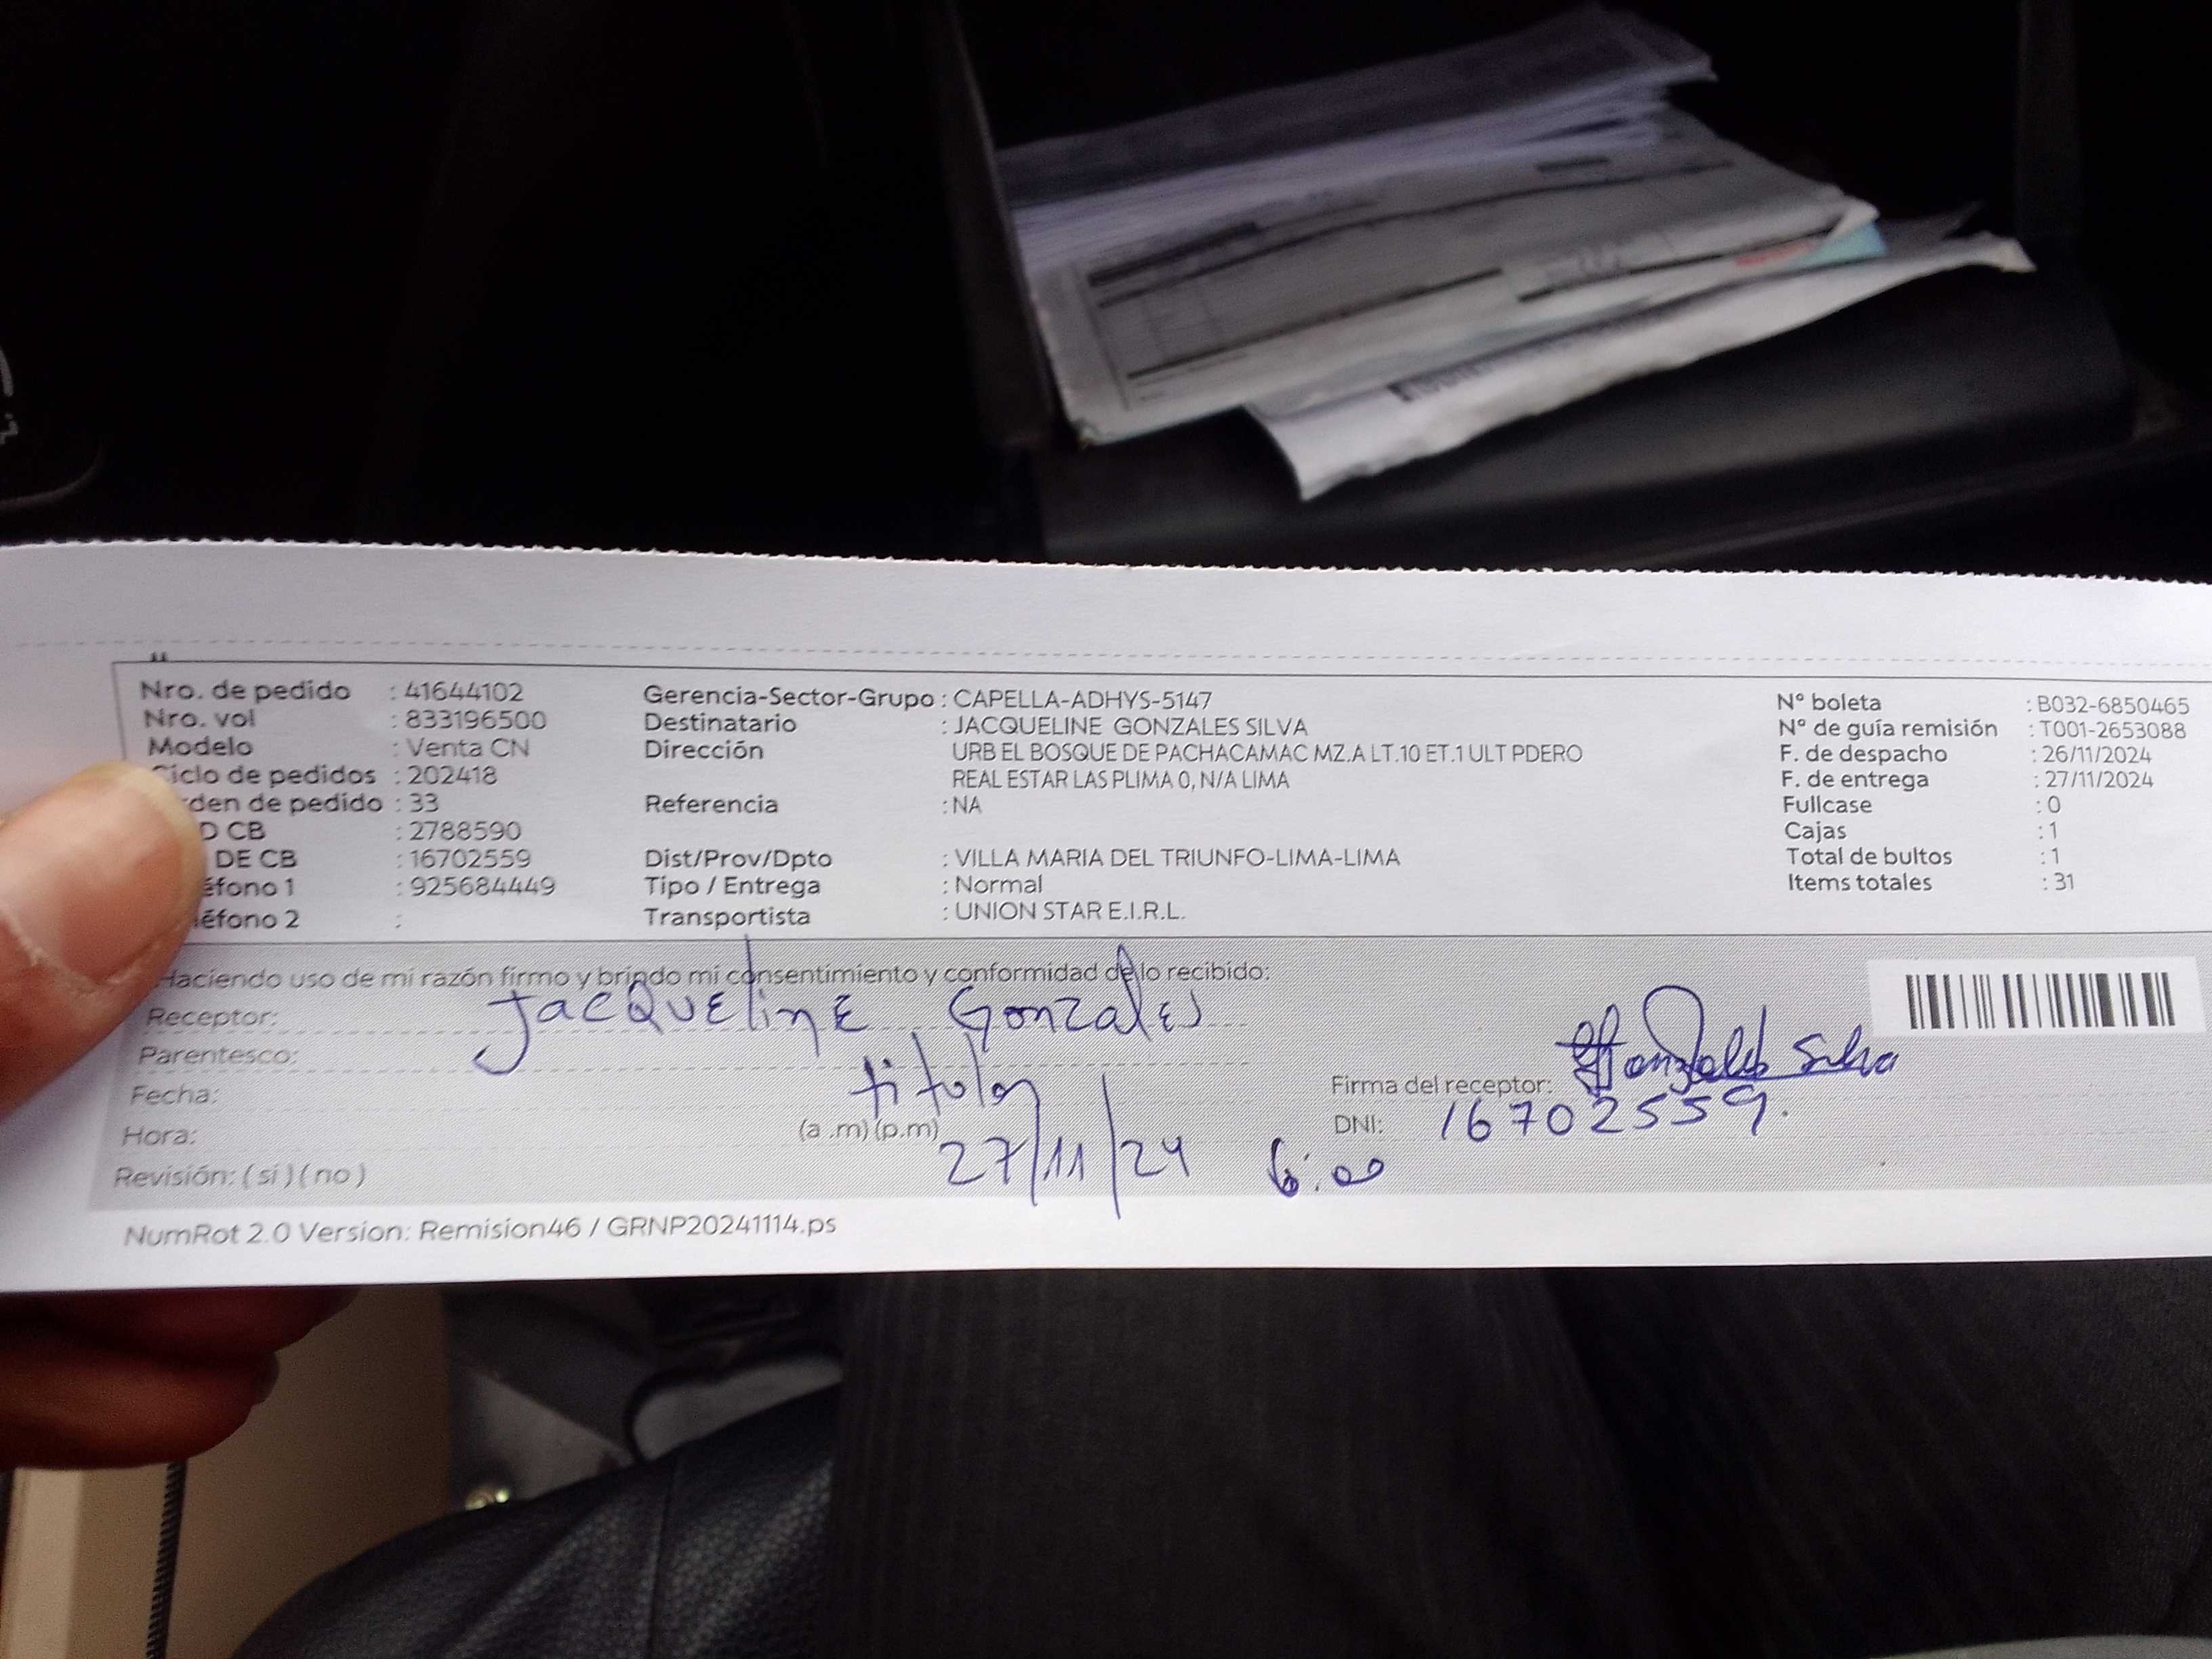 Nro. de pedido : 41644102 Gerencia-Sector-Grupo : CAPELLA-ADHYS-5147 N° boleta : B032-6850465
Nro. vol : 833196500 Destinatario : JACQUELINE GONZALES SILVA N° de guía remisión : T001-2653088
Modelo : Venta CN Dirección URB EL BOSQUE DE PACHACAMAC MZ.A LT.10 ET.1 ULT PDERO F. de despacho : 26/11/2024
Ciclo de pedidos : 202418 REAL ESTAR LAS PLIMA 0, N/A LIMA F. de entrega : 27/11/2024
den de pedido : 33 Referencia : NA Fullcase : 0
D CB : 2788590 Cajas : 1
DE CB : 16702559 Dist/Prov/Dpto : VILLA MARIA DEL TRIUNFO-LIMA-LIMA Total de bultos : 1
éfono 1 : 925684449 Tipo / Entrega : Normal Items totales : 31
éfono 2 : Transportista : UNION STAR E.I.R.L.
Haciendo uso de mi razón firmo y brindo mi consentimiento y conformidad de lo recibido:
Receptor: Jacqueline Gonzales
Parentesco: titular
Fecha: Firma del receptor: Gonzales Silva
Hora: (a .m) (p.m) DNI: 16702559.
27/11/24 6:00
Revisión: ( si ) ( no )
NumRot 2.0 Version: Remision46 / GRNP20241114.ps